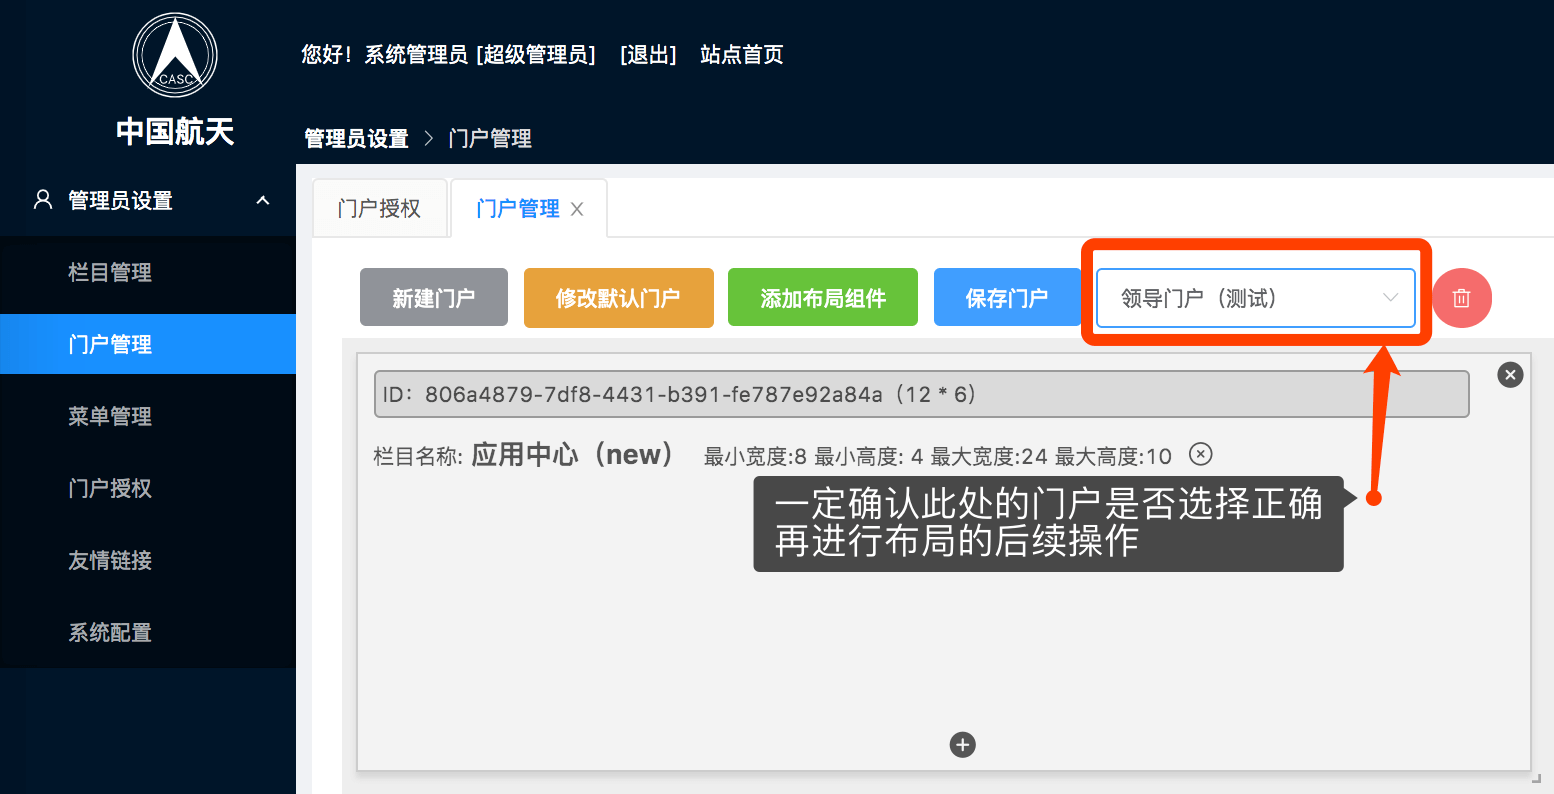 CASC
中国航天
您好！系统管理员 [超级管理员] [退出] 站点首页
管理员设置 > 门户管理
管理员设置
栏目管理
门户管理
菜单管理
门户授权
友情链接
系统配置
门户授权
门户管理 X
新建门户
修改默认门户
添加布局组件
保存门户
领导门户（测试）
ID：806a4879-7df8-4431-b391-fe787e92a84a（12 * 6）
栏目名称: 应用中心（new） 最小宽度:8 最小高度: 4 最大宽度:24 最大高度:10
一定确认此处的门户是否选择正确
再进行布局的后续操作